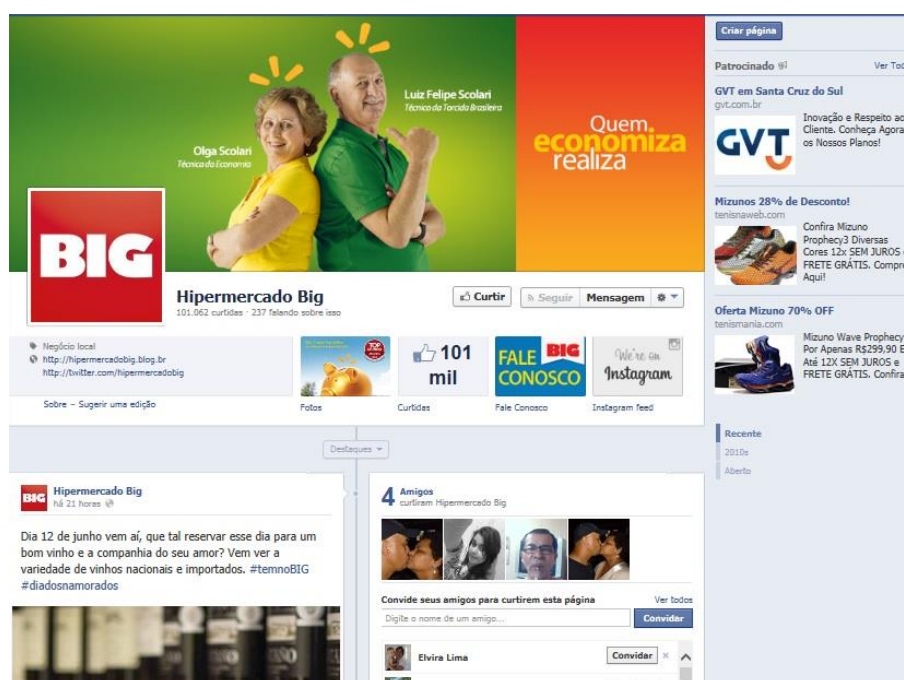 Luiz Felipe Scolari
Técnico da Torcida Brasileira
Olga Scolari
Técnica da Economia
Quem
economiza
realiza
BIG
Hipermercado Big
101.062 curtidas · 237 falando sobre isso
Curtir
Seguir
Mensagem
Negócio local
http://hipermercadobig.blog.br
http://twitter.com/hipermercadobig
Sobre – Sugerir uma edição
TOP
Fotos
101
mil
Curtidas
FALE BIG
CONOSCO
Fale Conosco
We're on
Instagram
Instagram feed
Destaques
BIG
Hipermercado Big
há 21 horas
Dia 12 de junho vem aí, que tal reservar esse dia para um
bom vinho e a companhia do seu amor? Vem ver a
variedade de vinhos nacionais e importados. #temnoBIG
#diadosnamorados
4 Amigos
curtiram Hipermercado Big
Convide seus amigos para curtirem esta página
Ver todos
Digite o nome de um amigo...
Convidar
Elvira Lima
Convidar
Criar página
Patrocinado
Ver Tod
GVT em Santa Cruz do Sul
gvt.com.br
GVT
Inovação e Respeito ao
Cliente. Conheça Agora
os Nossos Planos!
Mizunos 28% de Desconto!
tenisnaweb.com
Confira Mizuno
Prophecy3 Diversas
Cores 12x SEM JUROS
FRETE GRÁTIS. Compre
Aqui!
Oferta Mizuno 70% OFF
tenismania.com
Mizuno Wave Prophecy
Por Apenas R$299,90 E
Até 12X SEM JUROS e
FRETE GRÁTIS. Confira
Recente
2010s
Aberto